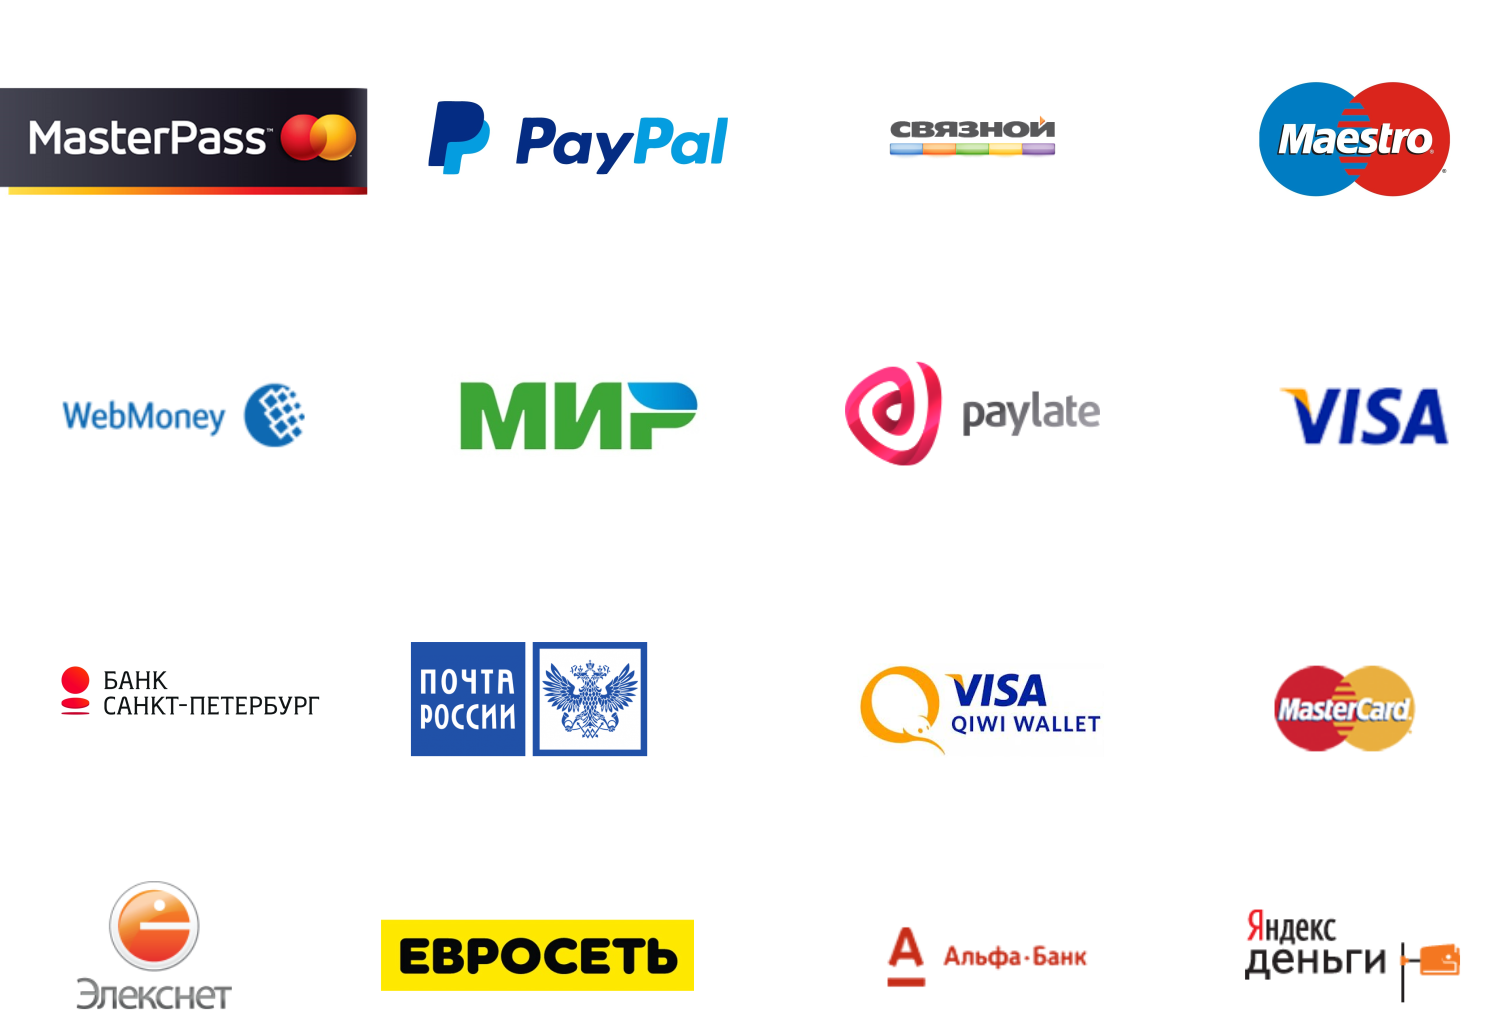 MasterPass™
PayPal
СВЯЗНОЙ
Maestro®
WebMoney
МИР
paylate
VISA
БАНК
САНКТ-ПЕТЕРБУРГ
ПОЧТА
РОССИИ
VISA
QIWI WALLET
MasterCard
Элекснет
ЕВРОСЕТЬ
Альфа·Банк
Яндекс
деньги